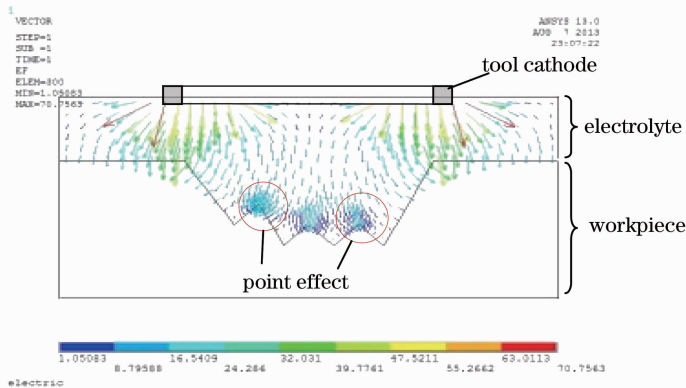 1
VECTOR
STEP=1
SUB =1
TIME=1
EF
ELEM=800
MIN=1.05083
MAX=70.7563
ANSYS 13.0
AUG 7 2013
23:07:22
tool cathode
electrolyte
workpiece
point effect
1.05083 16.5409 32.031 47.5211 63.0113
8.79588 24.286 39.7761 55.2662 70.7563
electric